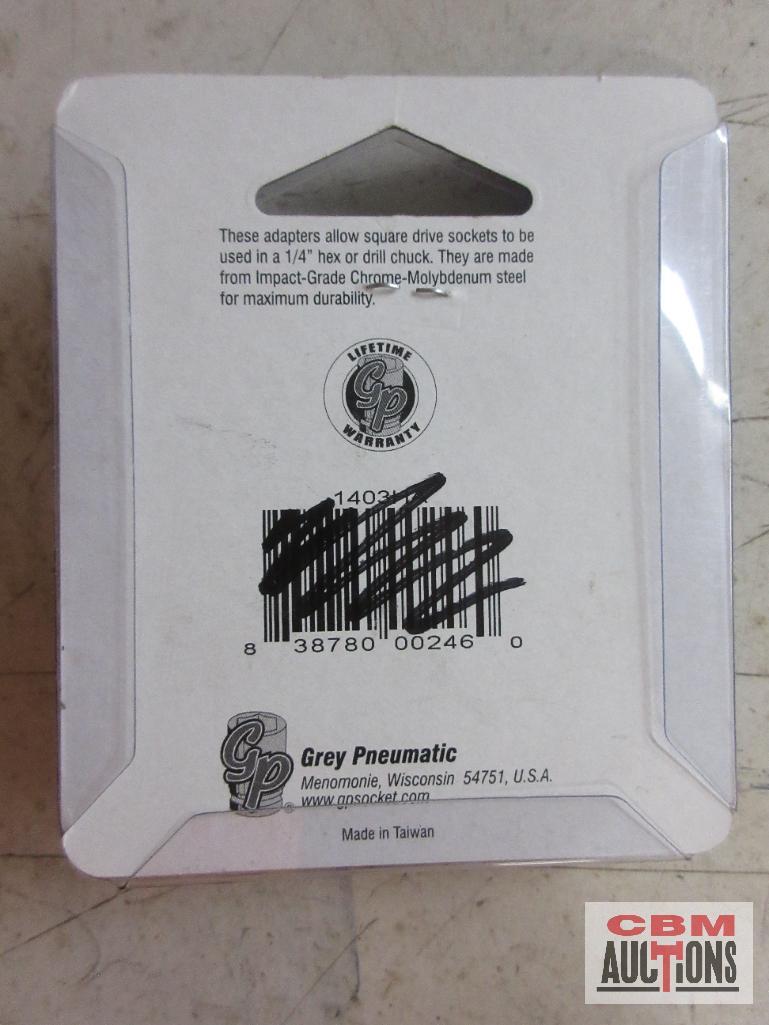 These adapters allow square drive sockets to be
used in a 1/4" hex or drill chuck. They are made
from Impact-Grade Chrome-Molybdenum steel
for maximum durability.
LIFETIME
GP
WARRANTY
8 38780 00246 0
GP
Grey Pneumatic
Menomonie, Wisconsin 54751, U.S.A.
www.gpsocket.com
Made in Taiwan
CBM
AUCTIONS